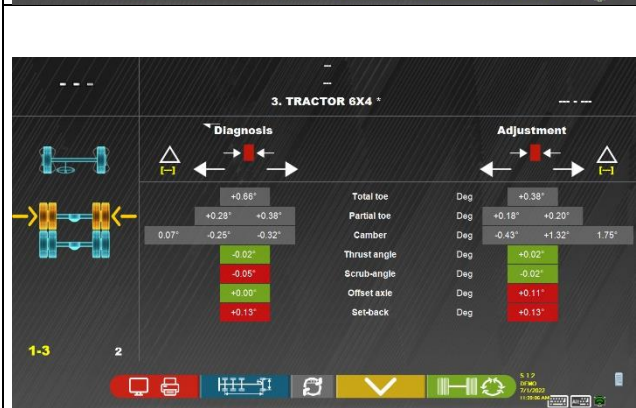 ---
--
--
3. TRACTOR 6X4 *
--- - ---
Diagnosis
Adjustment
[---]
[---]
+0.66° Total toe Deg +0.38°
+0.28° +0.38° Partial toe Deg +0.18° +0.20°
0.07° -0.25° -0.32° Camber Deg -0.43° +1.32° 1.75°
-0.02° Thrust angle Deg +0.02°
-0.05° Scrub-angle Deg -0.02°
+0.00° Offset axle Deg +0.11°
+0.13° Set-back Deg +0.13°
1-3 2
S 1 2
DEMO
7/1/2022